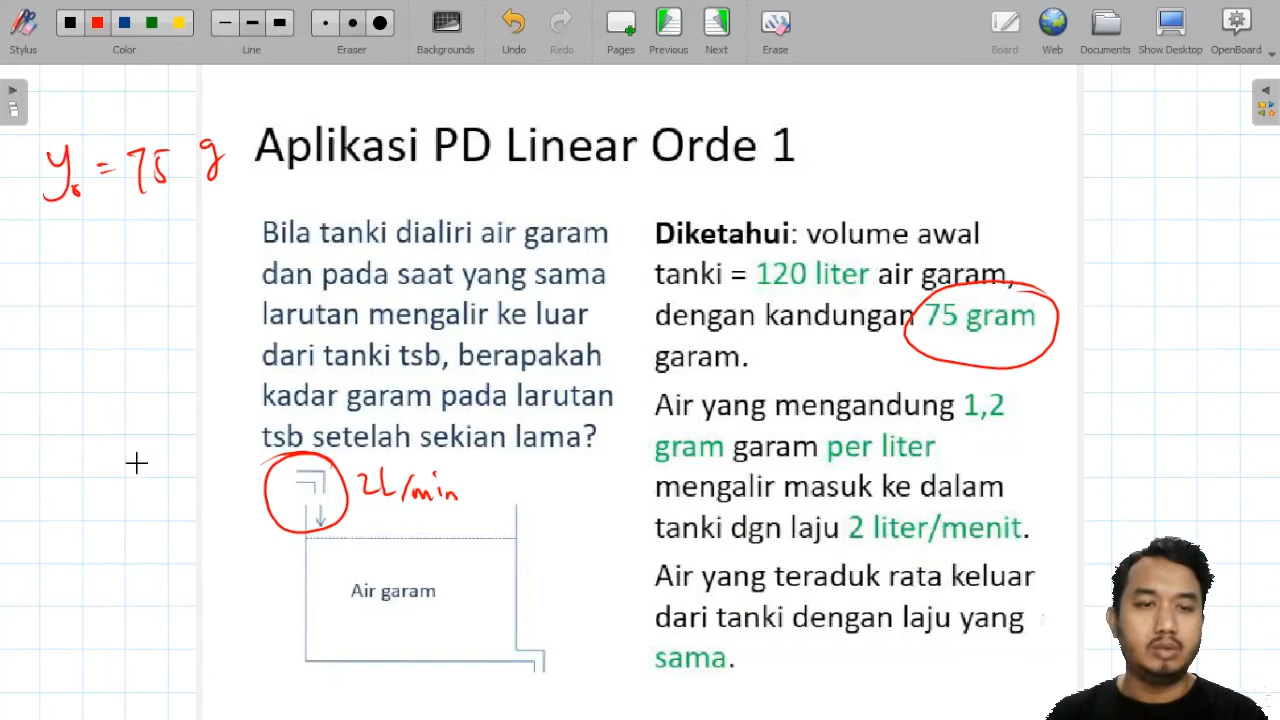 Stylus
Color
Line
Eraser
Backgrounds
Undo
Redo
Pages
Previous
Next
Erase
Board
Web
Documents
Show Desktop
OpenBoard
y₀ = 75 g
Aplikasi PD Linear Orde 1
Bila tanki dialiri air garam
dan pada saat yang sama
larutan mengalir ke luar
dari tanki tsb, berapakah
kadar garam pada larutan
tsb setelah sekian lama?
2L/min
Air garam
Diketahui: volume awal
tanki = 120 liter air garam,
dengan kandungan 75 gram
garam.
Air yang mengandung 1,2
gram garam per liter
mengalir masuk ke dalam
tanki dgn laju 2 liter/menit.
Air yang teraduk rata keluar
dari tanki dengan laju yang
sama.